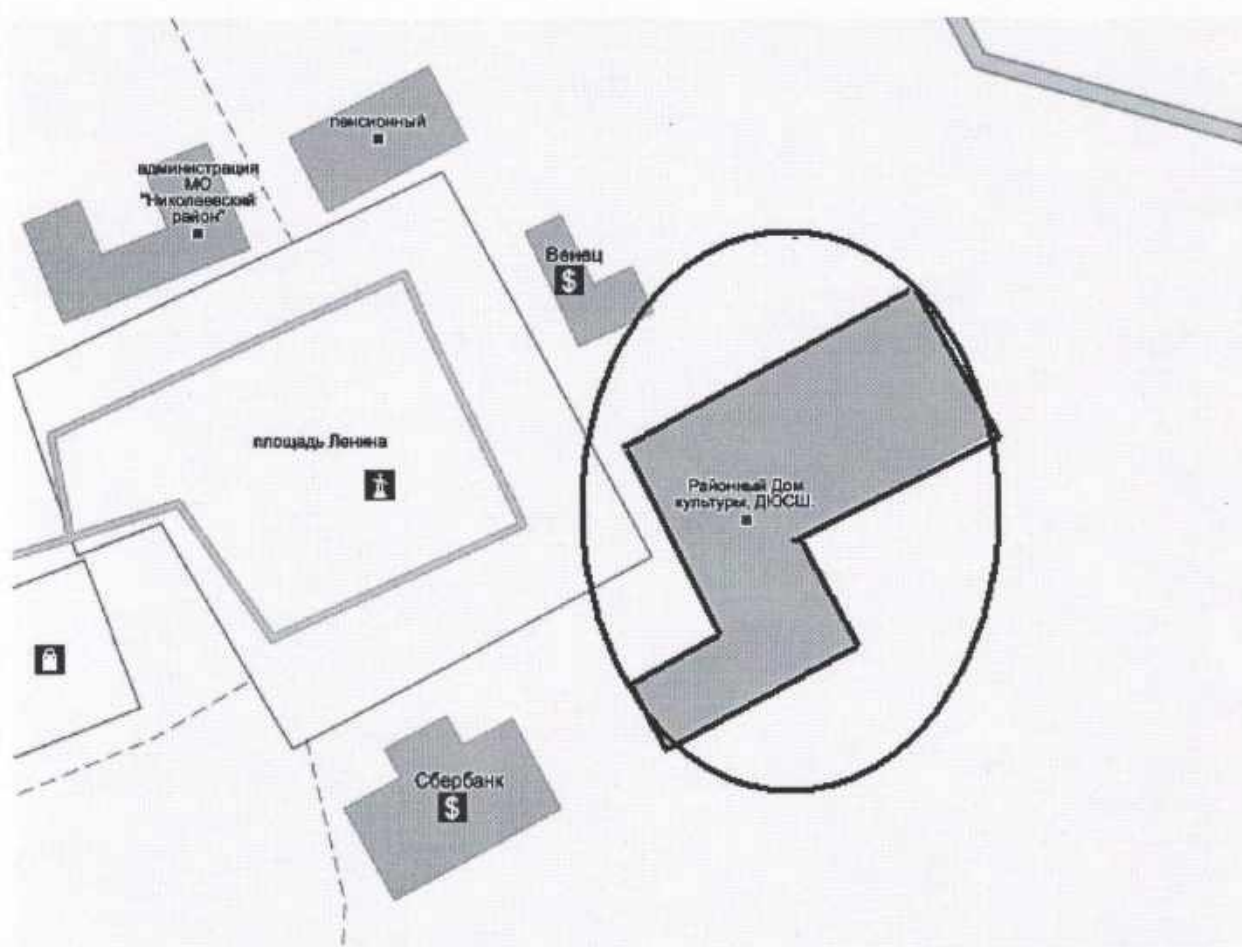 пенсионный
администрация
МО
"Николаевский
район"
Венец
$
площадь Ленина
Районный Дом
культуры, ДЮСШ.
Сбербанк
$